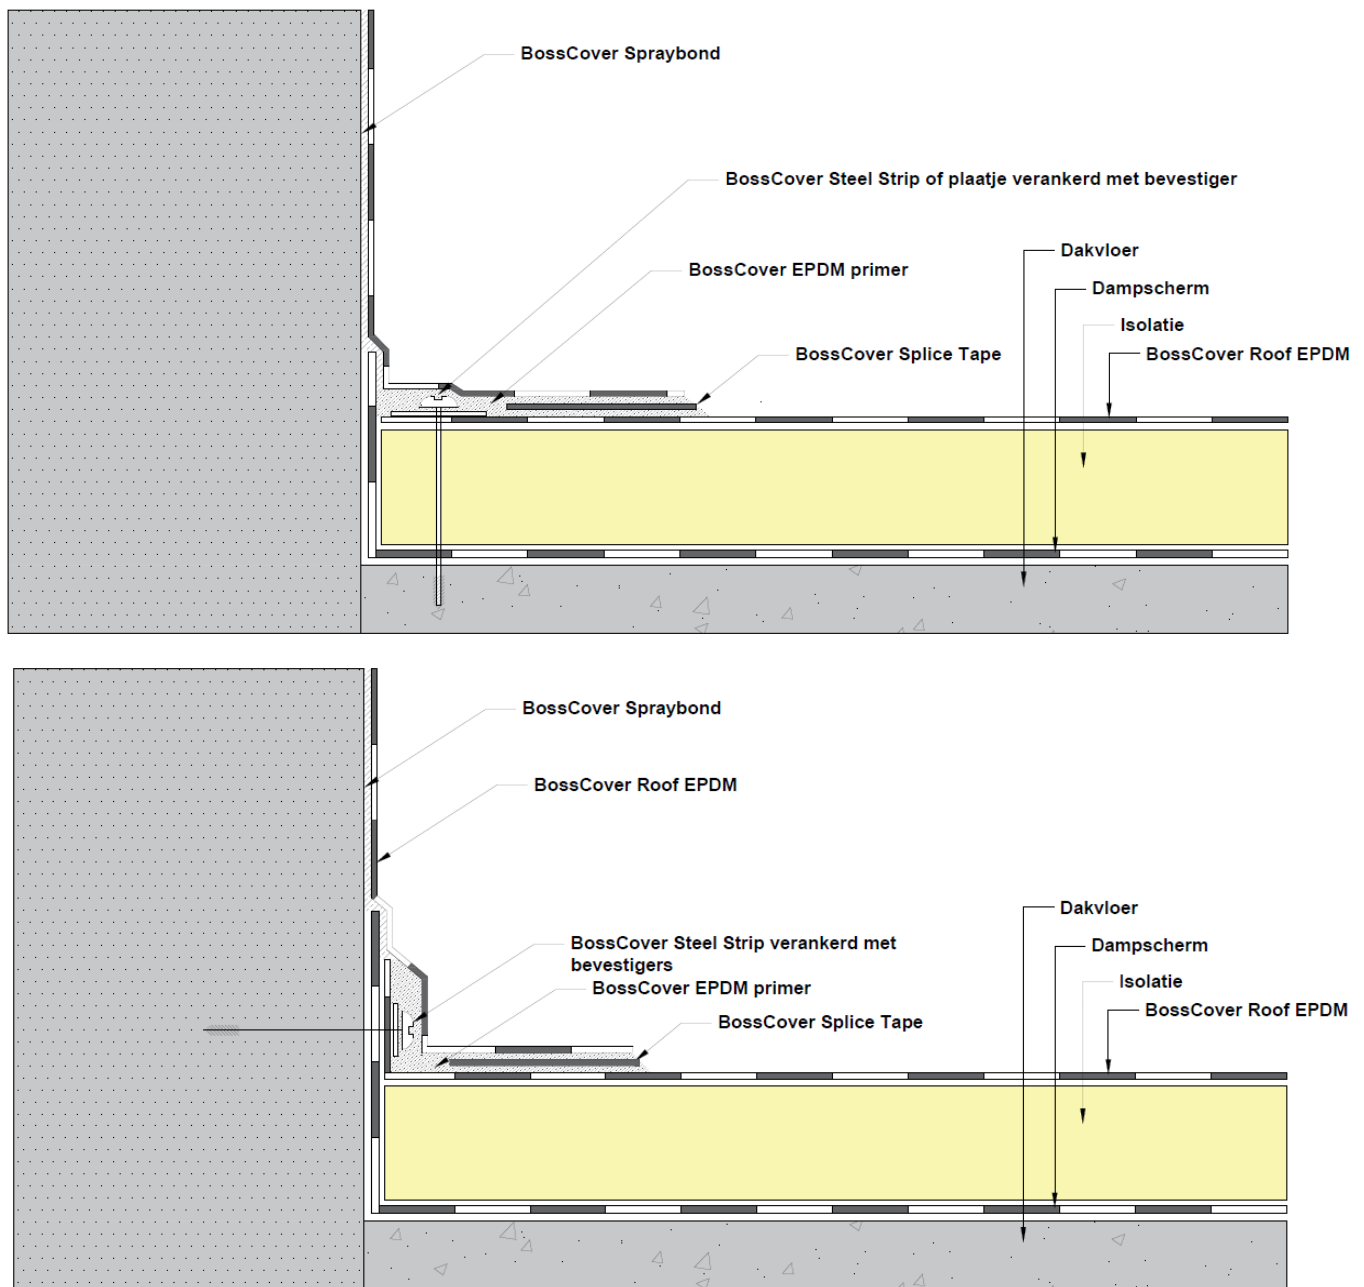 BossCover Spraybond
BossCover Steel Strip of plaatje verankerd met bevestiger
Dakvloer
BossCover EPDM primer
Dampscherm
Isolatie
BossCover Splice Tape
BossCover Roof EPDM
BossCover Spraybond
BossCover Roof EPDM
Dakvloer
BossCover Steel Strip verankerd met
bevestigers
Dampscherm
Isolatie
BossCover EPDM primer
BossCover Roof EPDM
BossCover Splice Tape